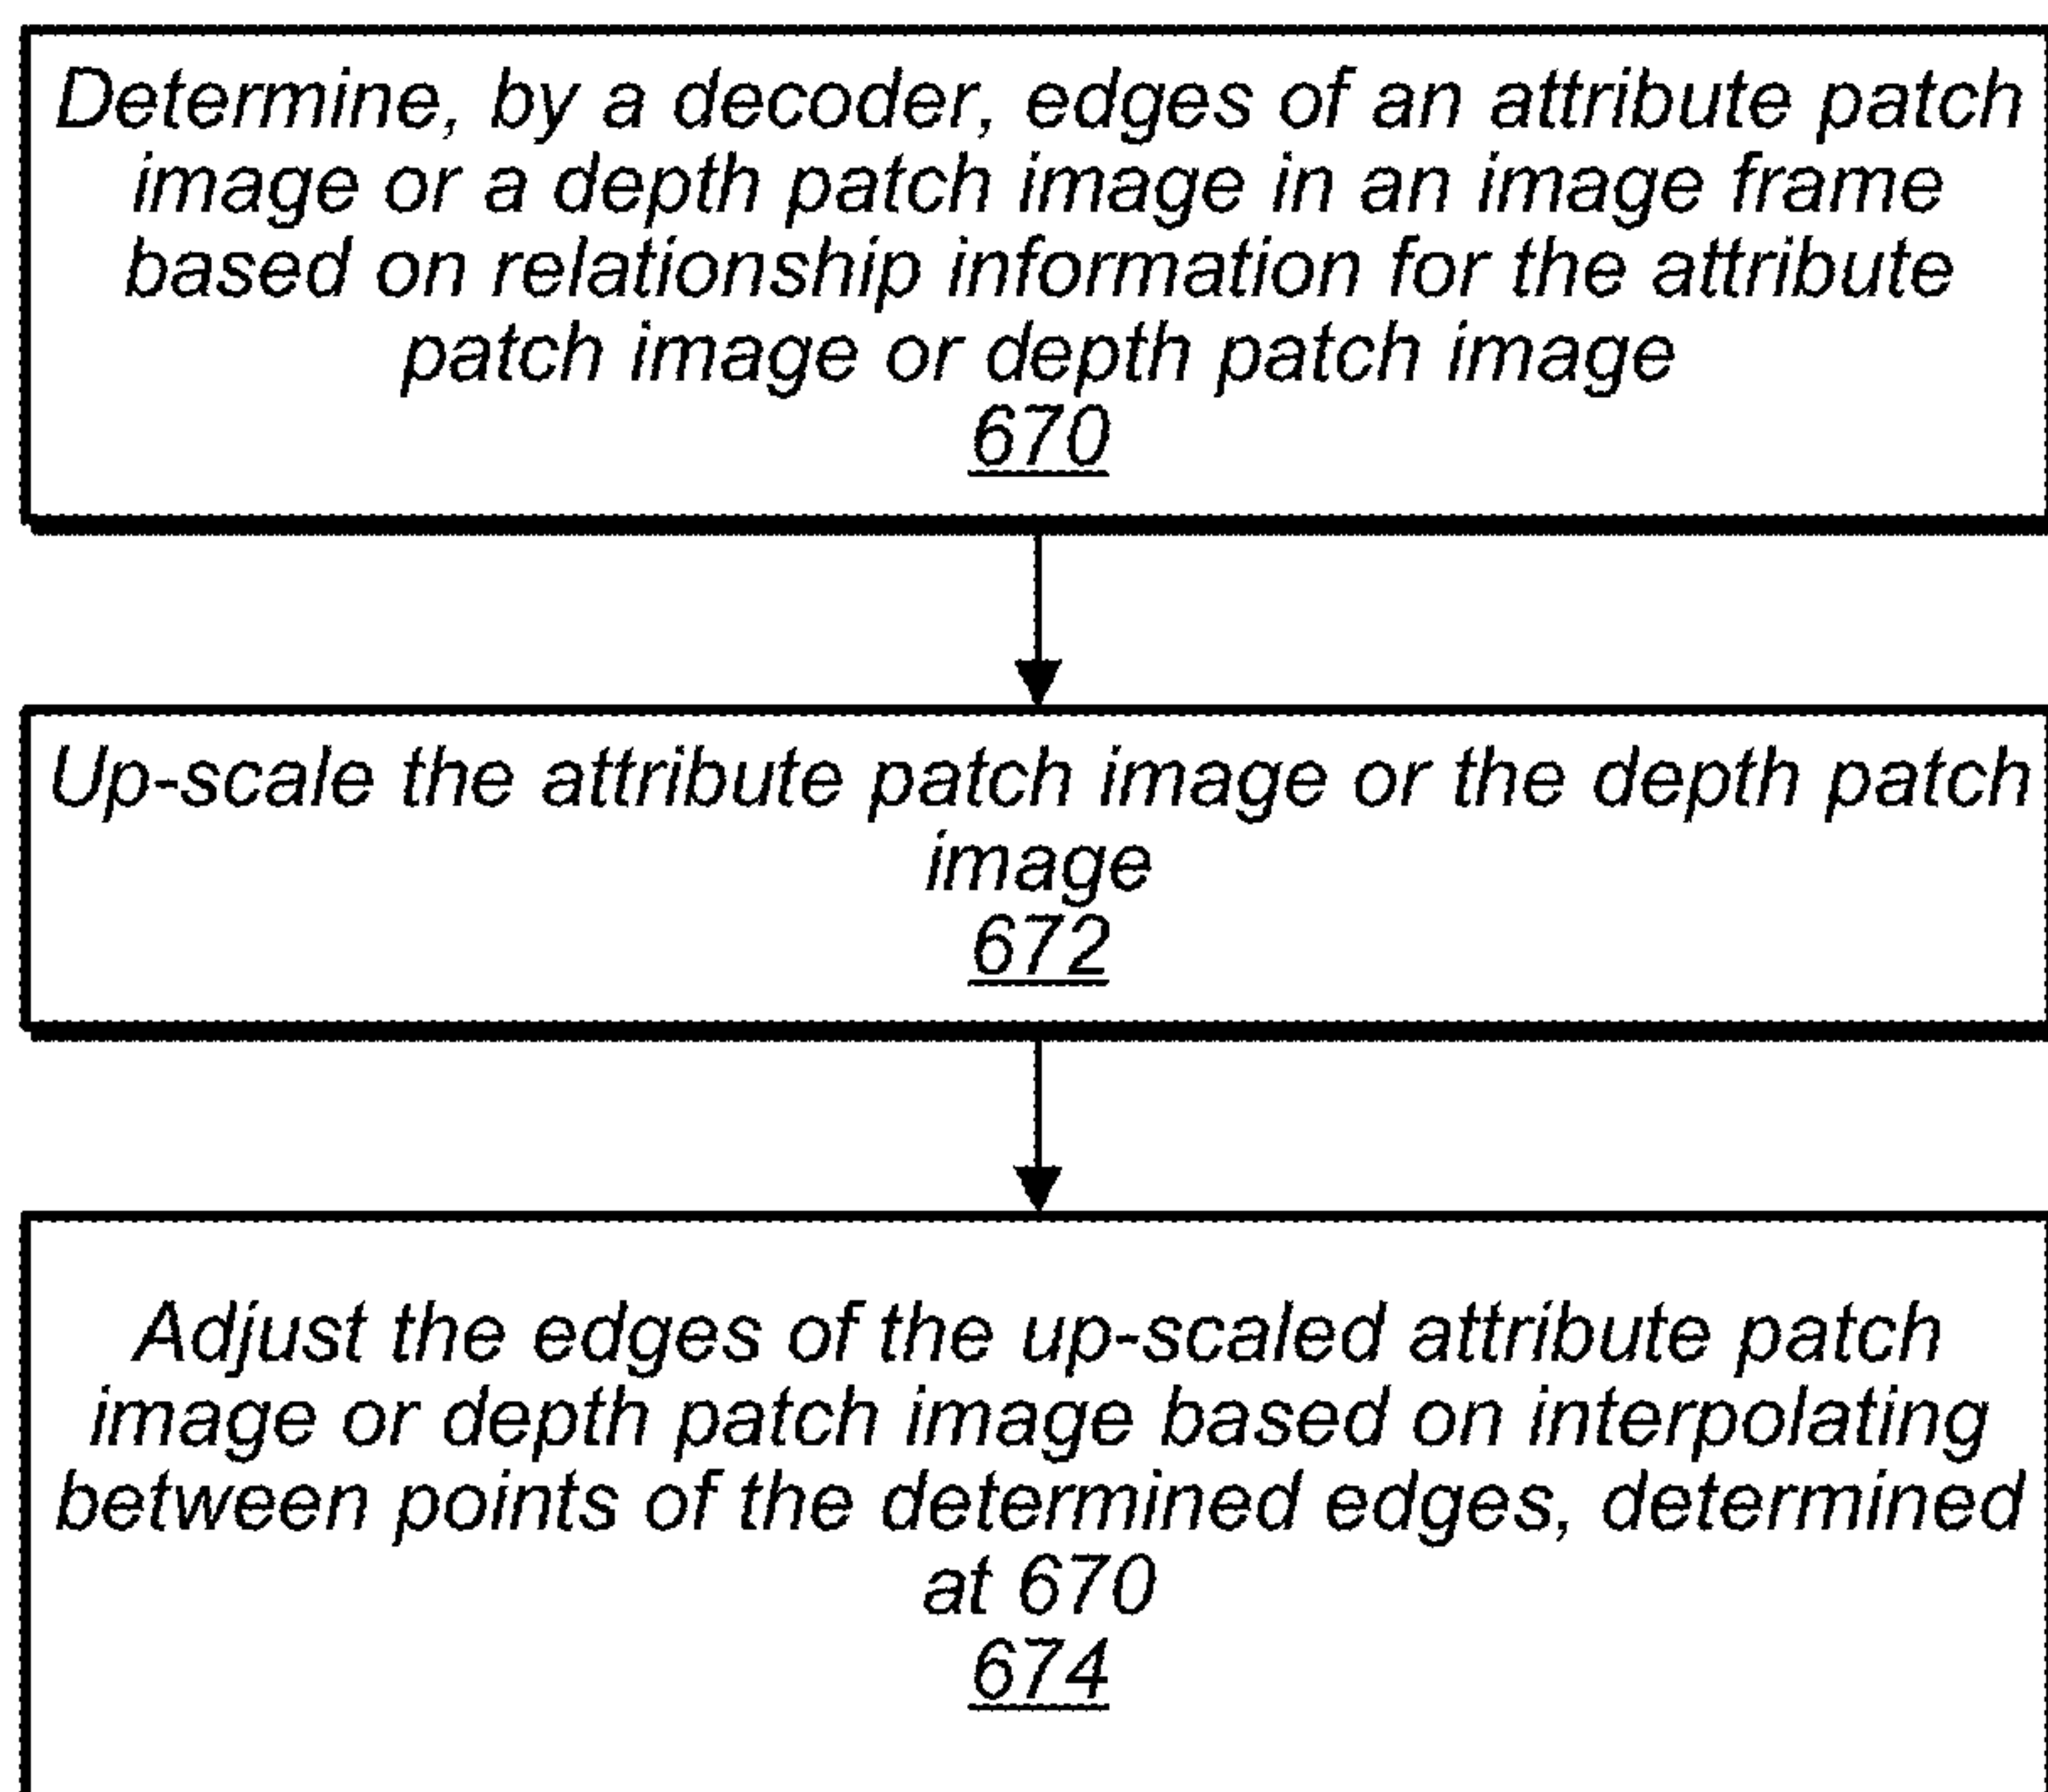 Determine, by a decoder, edges of an attribute patch
image or a depth patch image in an image frame
based on relationship information for the attribute
patch image or depth patch image
670
Up-scale the attribute patch image or the depth patch
image
672
Adjust the edges of the up-scaled attribute patch
image or depth patch image based on interpolating
between points of the determined edges, determined
at 670
674